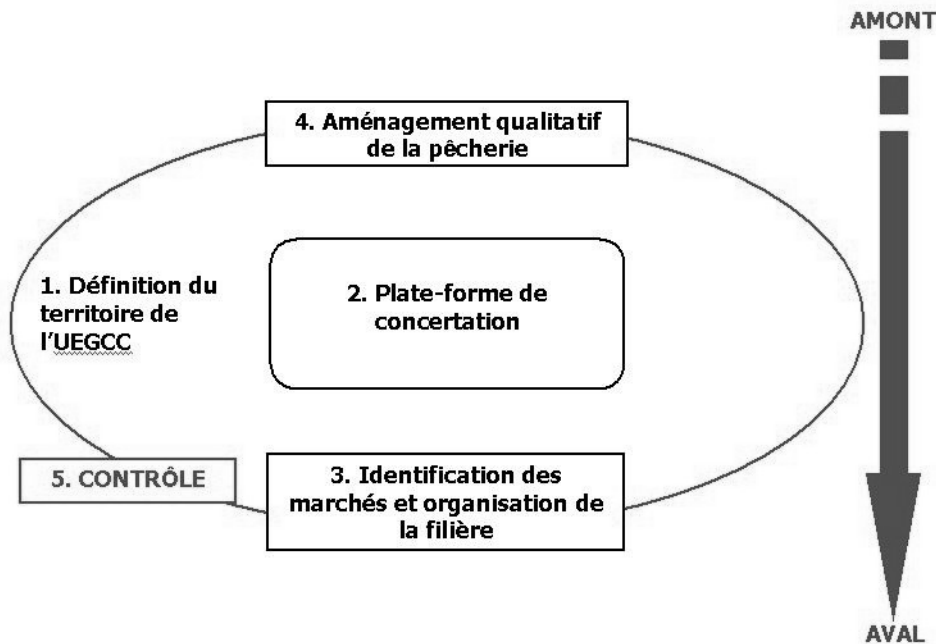 AMONT
4. Aménagement qualitatif
de la pêcherie
1. Définition du
territoire de
l'UEGCC
2. Plate-forme de
concertation
5. CONTRÔLE
3. Identification des
marchés et organisation de
la filière
AVAL